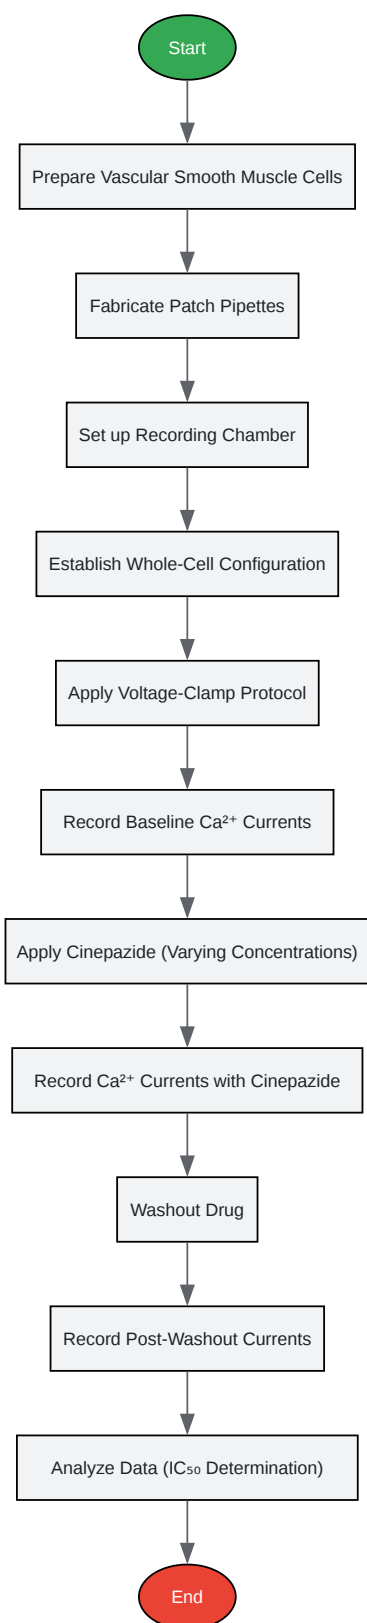 Start
Prepare Vascular Smooth Muscle Cells
Fabricate Patch Pipettes
Set up Recording Chamber
Establish Whole-Cell Configuration
Apply Voltage-Clamp Protocol
Record Baseline Ca²⁺ Currents
Apply Cinepazide (Varying Concentrations)
Record Ca²⁺ Currents with Cinepazide
Washout Drug
Record Post-Washout Currents
Analyze Data (IC₅₀ Determination)
End